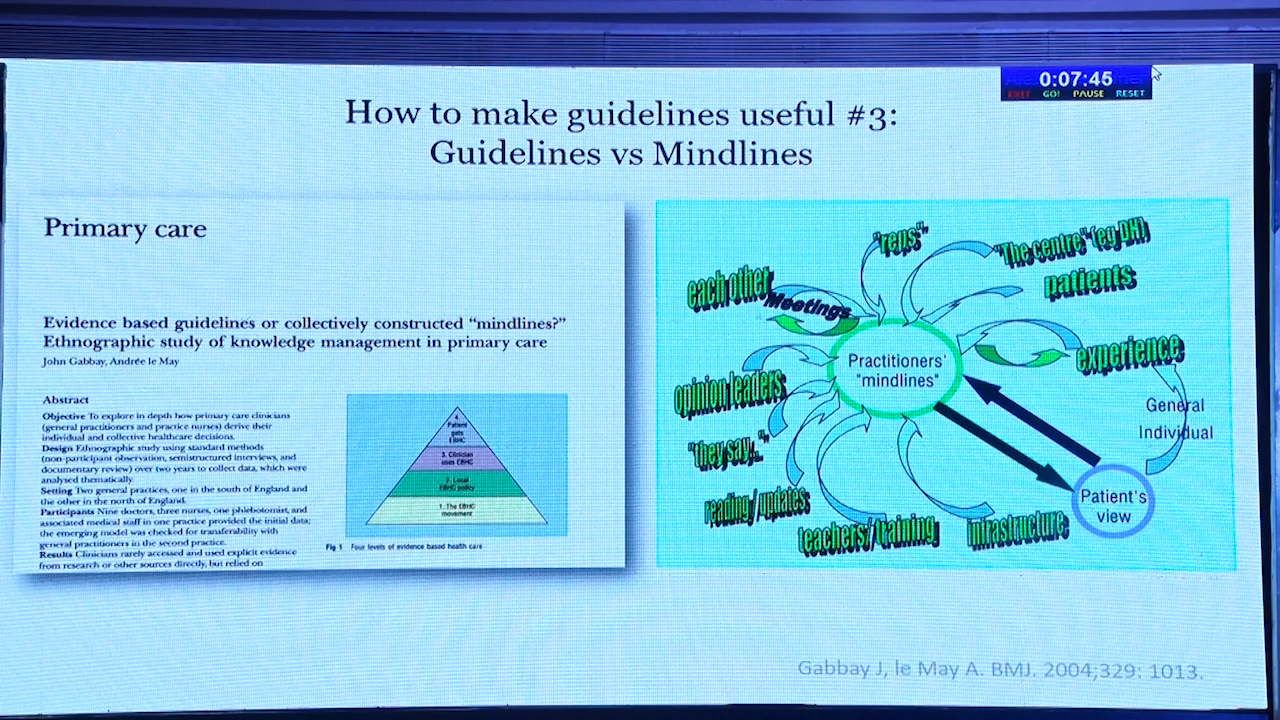 0:07:45
EXIT GO! PAUSE RESET
How to make guidelines useful #3:
Guidelines vs Mindlines
Primary care
Evidence based guidelines or collectively constructed “mindlines?”
Ethnographic study of knowledge management in primary care
John Gabbay, Andrée le May
Abstract
Objective To explore in depth how primary care clinicians
(general practitioners and practice nurses) derive their
individual and collective healthcare decisions.
Design Ethnographic study using standard methods
(non-participant observation, semistructured interviews, and
documentary review) over two years to collect data, which were
analysed thematically.
Setting Two general practices, one in the south of England and
the other in the north of England.
Participants Nine doctors, three nurses, one phlebotomist, and
associated medical staff in one practice provided the initial data;
the emerging model was checked for transferability with
general practitioners in the second practice.
Results Clinicians rarely accessed and used explicit evidence
from research or other sources directly, but relied on
4.
Patient
gets
EBHC
3. Clinician
uses EBHC
2. Local
EBHC policy
1. The EBHC
movement
Fig 1 Four levels of evidence based health care
"reps"
"The centre" (eg DH)
patients
each other
Meetings
experience
Practitioners'
"mindlines"
opinion leaders
General
Individual
"they say..."
reading / updates
teachers / training
infrastructure
Patient's
view
Gabbay J, le May A. BMJ. 2004;329: 1013.